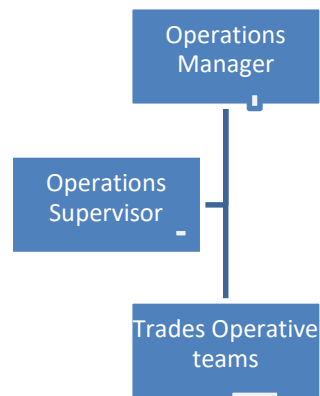 Operations
Manager
Operations
Supervisor
Trades Operative
teams